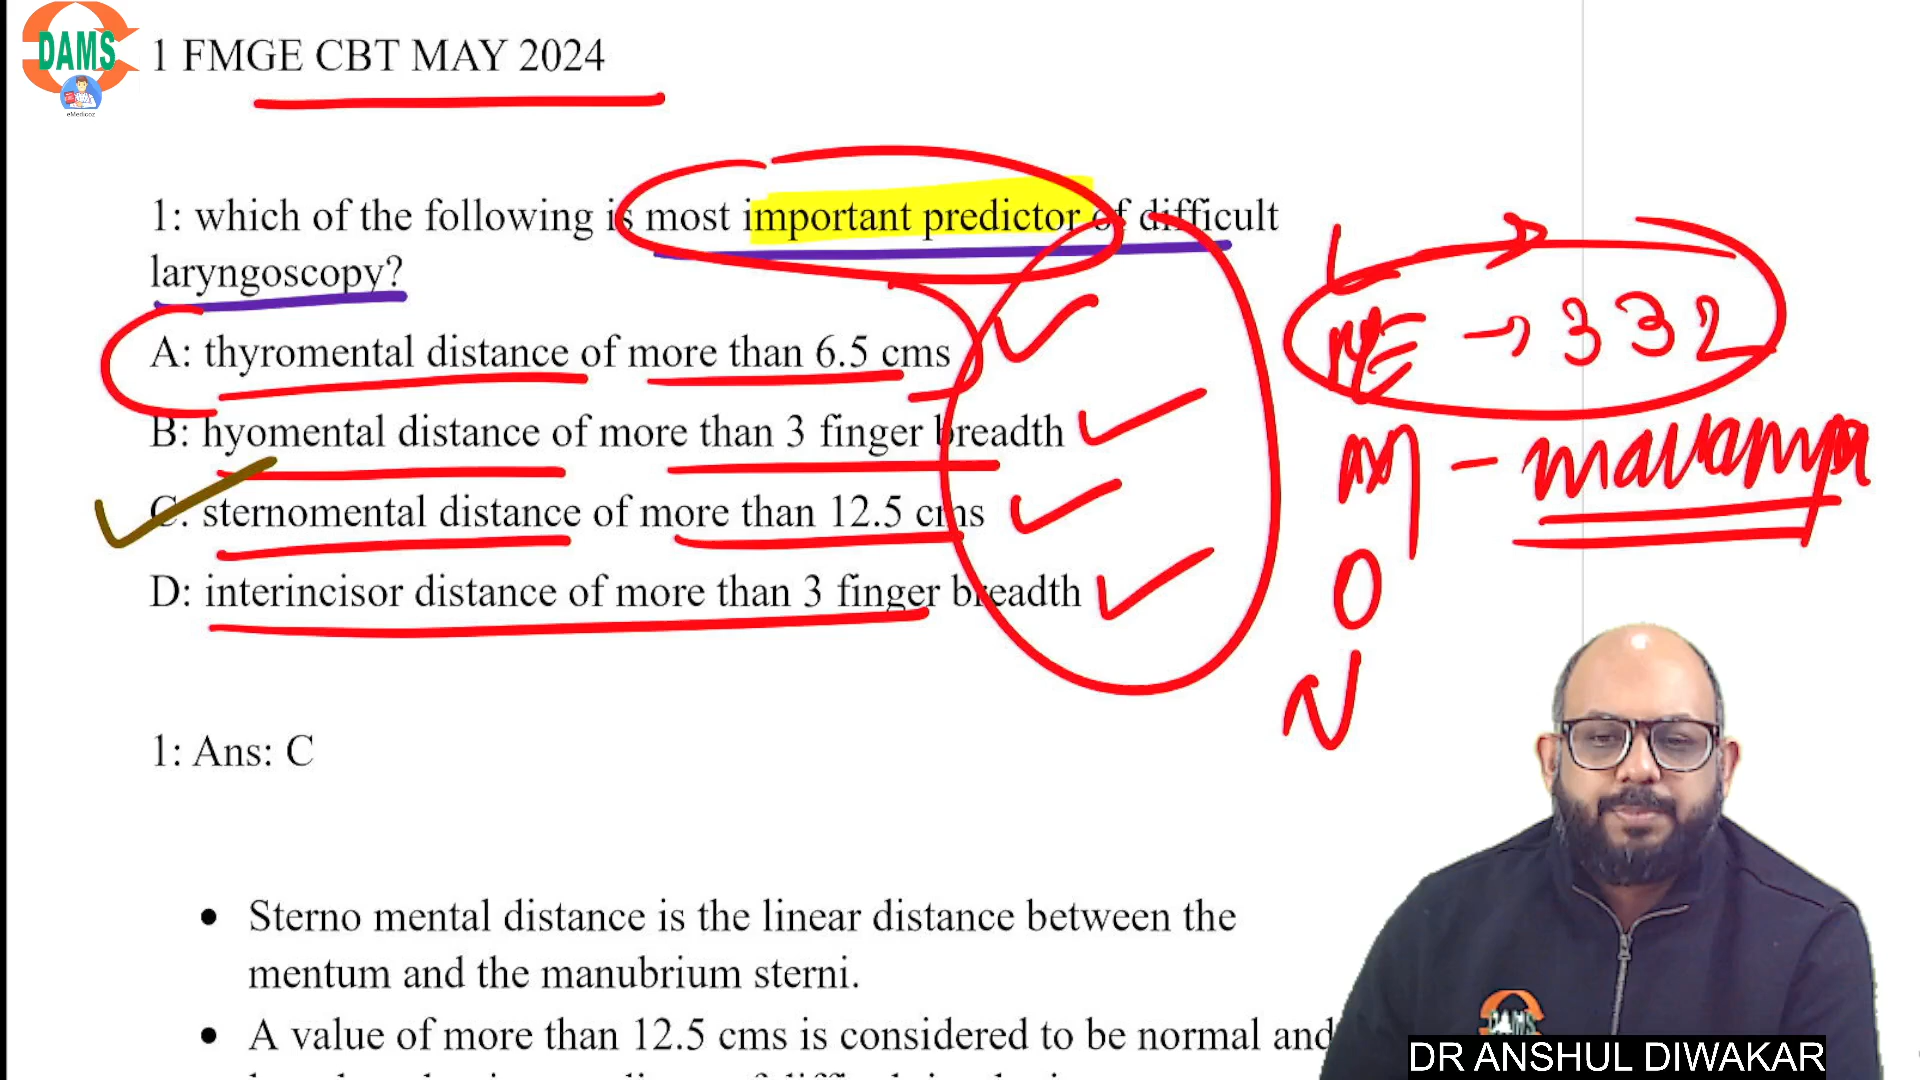 DAMS
eMedicoz
1 FMGE CBT MAY 2024
1: which of the following is most important predictor of difficult
laryngoscopy?
A: thyromental distance of more than 6.5 cms
B: hyomental distance of more than 3 finger breadth
C: sternomental distance of more than 12.5 cms
D: interincisor distance of more than 3 finger breadth
L
E → 332
M -
O
N
1: Ans: C
• Sterno mental distance is the linear distance between the
mentum and the manubrium sterni.
• A value of more than 12.5 cms is considered to be normal and
DAMS
DR ANSHUL DIWAKAR